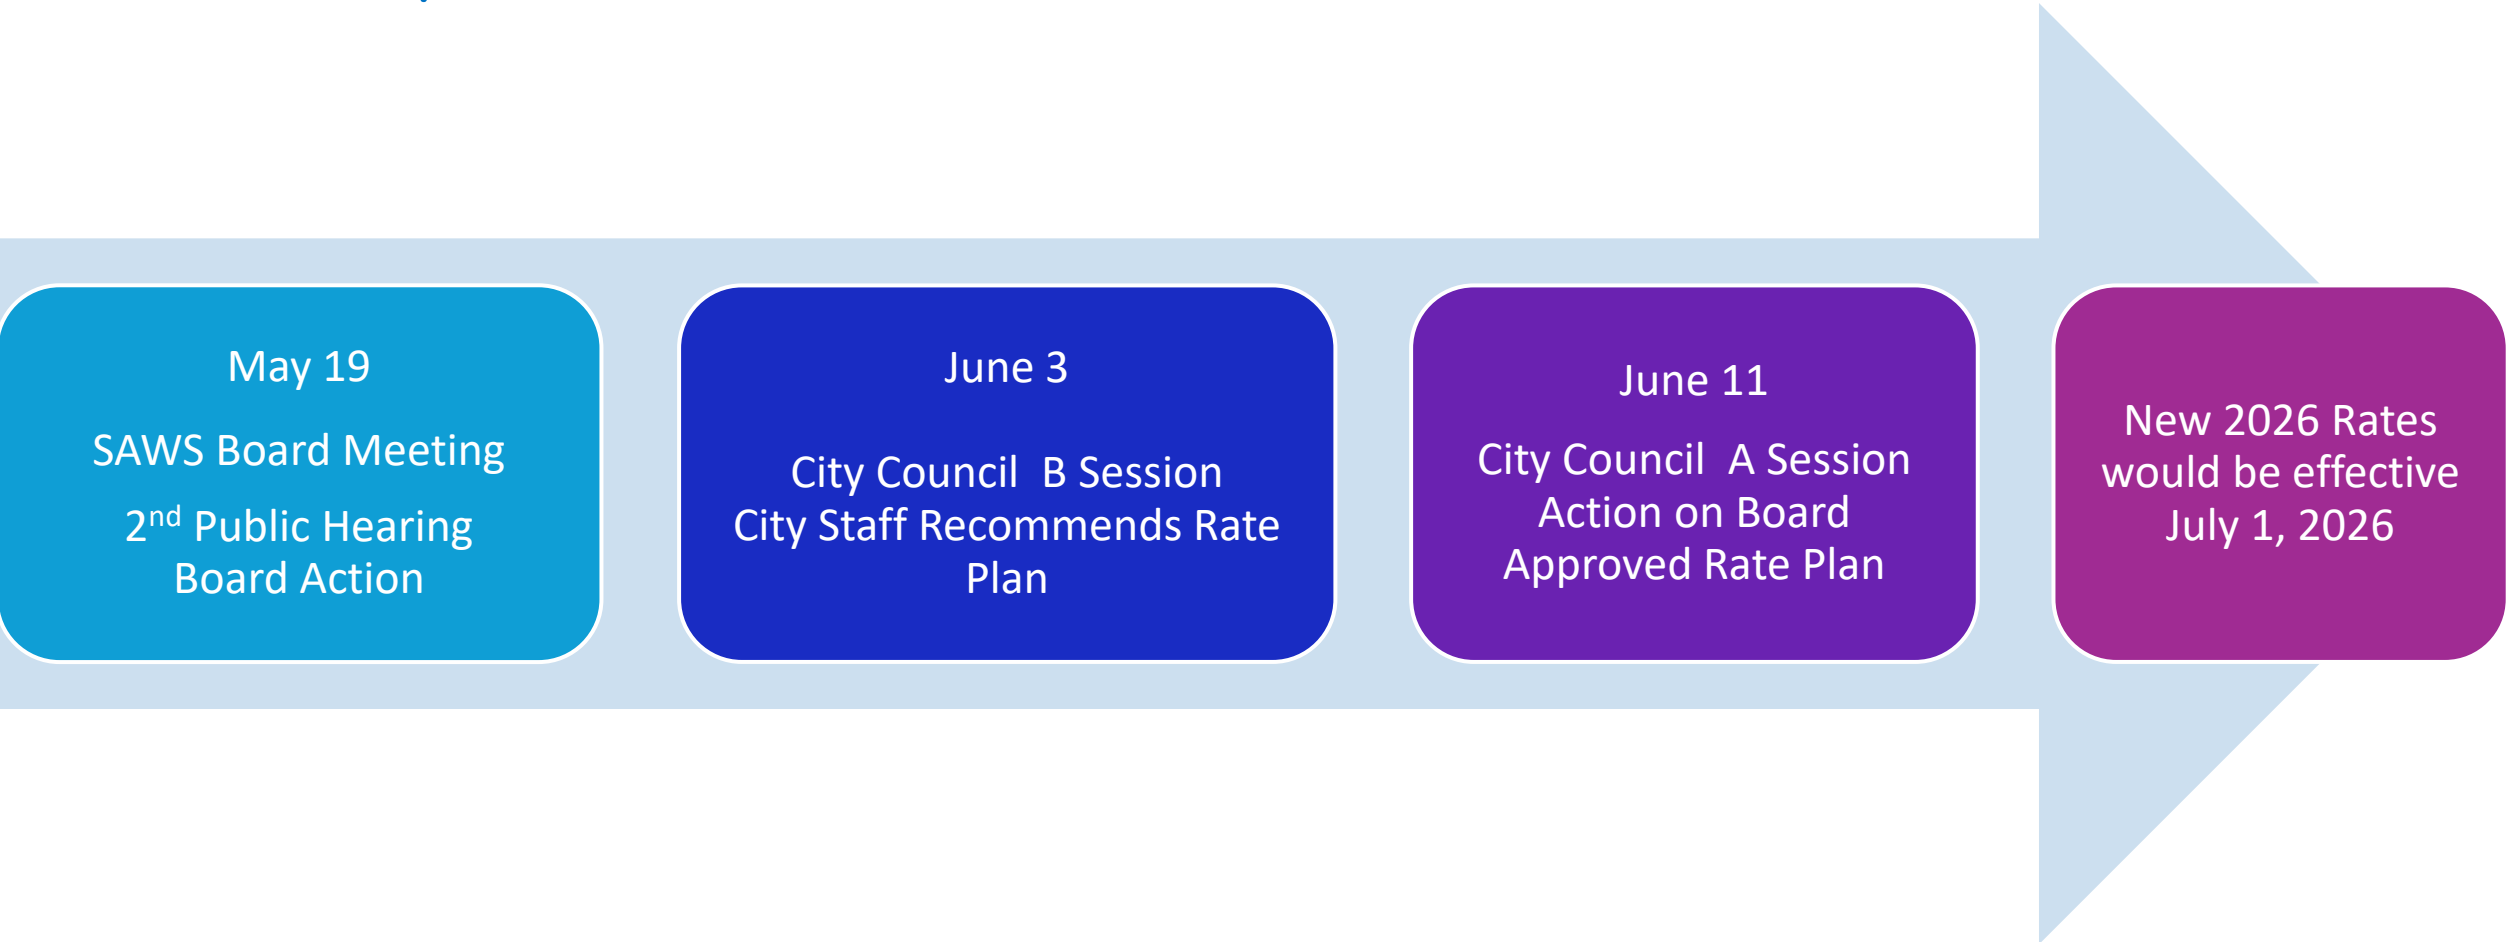 May 19
SAWS Board Meeting
2nd Public Hearing
Board Action
June 3
City Council  B Session
City Staff Recommends Rate
Plan
June 11
City Council  A Session
Action on Board
Approved Rate Plan
New 2026 Rates
would be effective
July 1, 2026